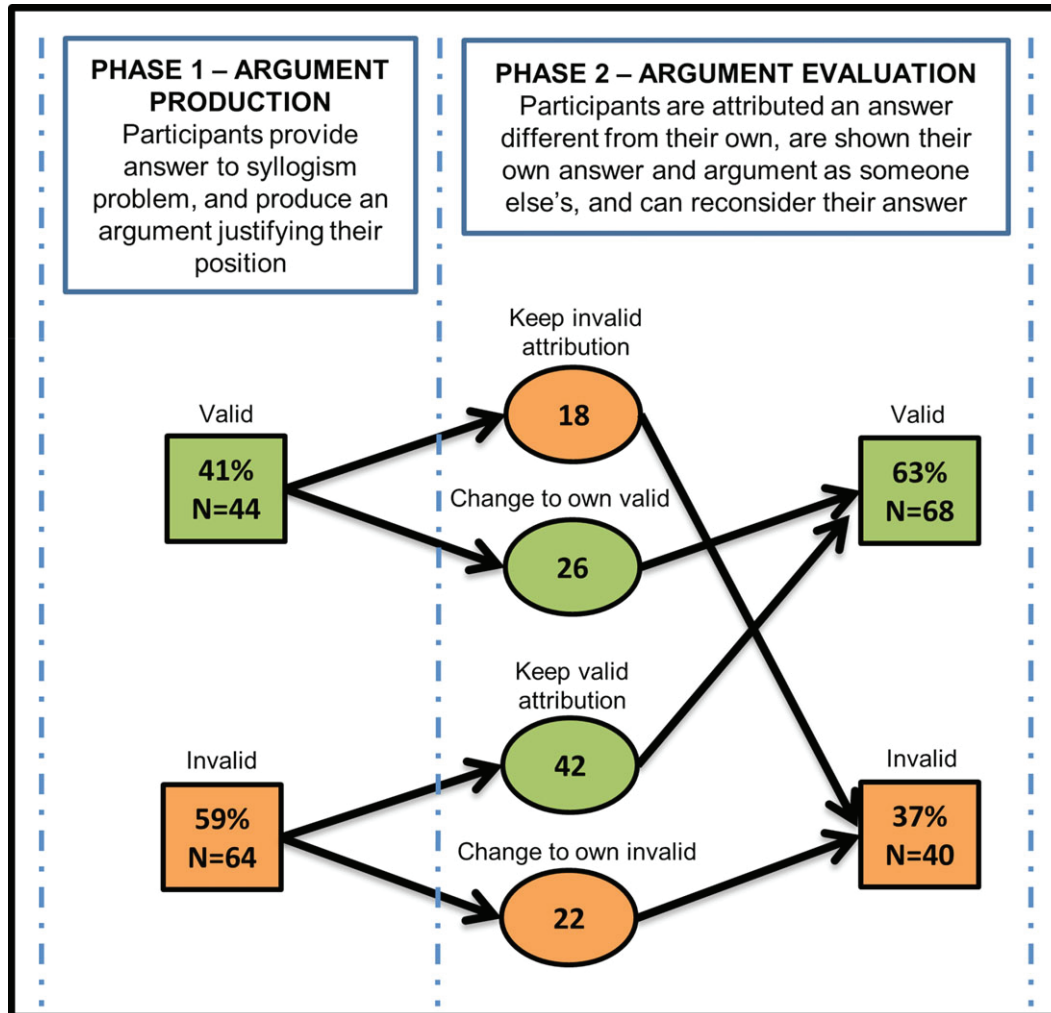 PHASE 1 – ARGUMENT
PRODUCTION
Participants provide
answer to syllogism
problem, and produce an
argument justifying their
position
PHASE 2 – ARGUMENT EVALUATION
Participants are attributed an answer
different from their own, are shown their
own answer and argument as someone
else’s, and can reconsider their answer
Keep invalid
attribution
18
Valid
41%
N=44
Change to own valid
26
Valid
63%
N=68
Keep valid
attribution
42
Invalid
59%
N=64
Change to own invalid
22
Invalid
37%
N=40